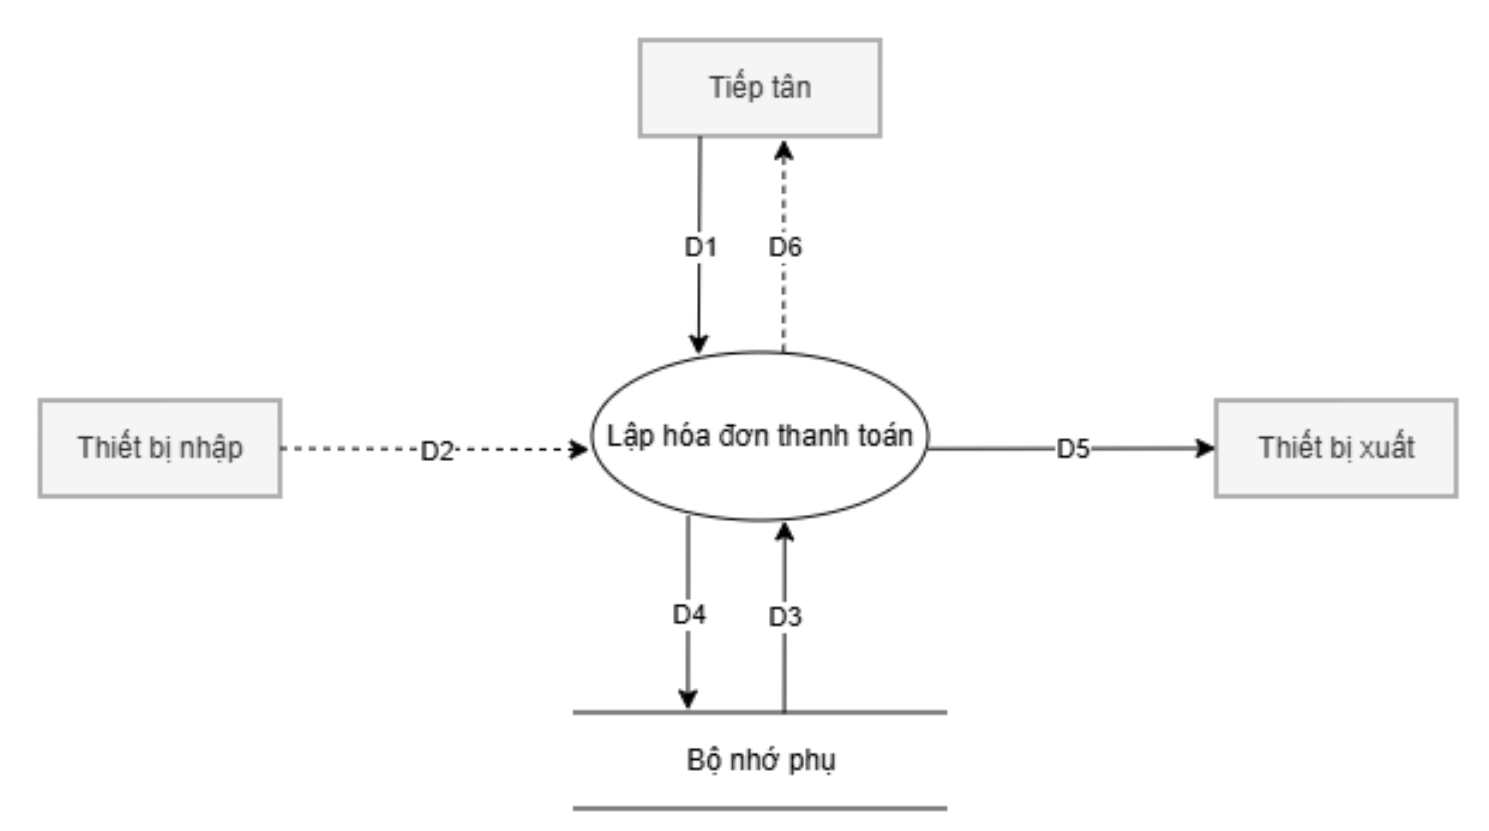 Tiếp tân
D1
D6
Thiết bị nhập
D2
Lập hóa đơn thanh toán
D5
Thiết bị xuất
D4
D3
Bộ nhớ phụ